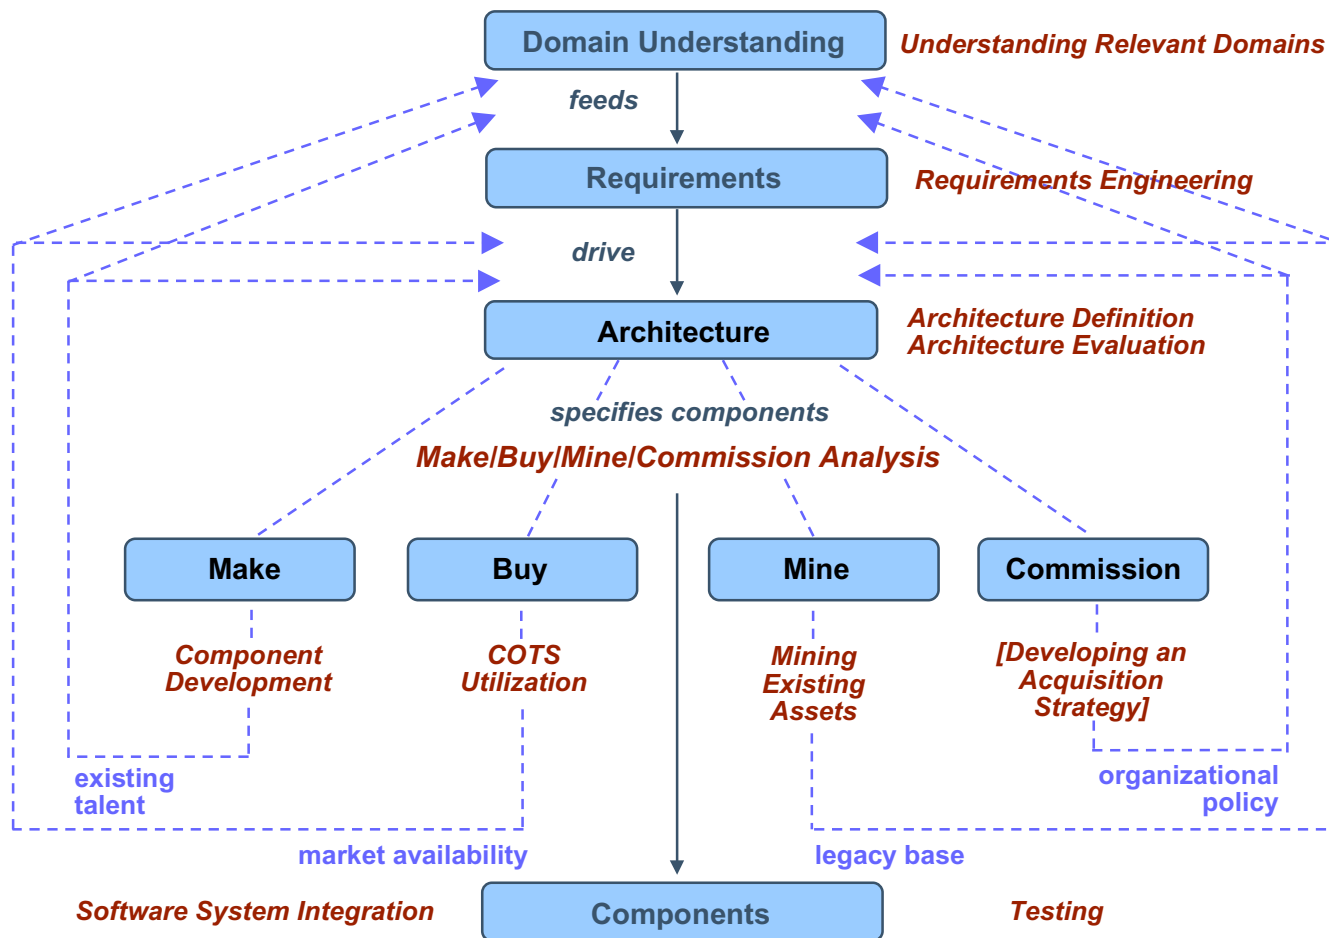 Domain Understanding
Understanding Relevant Domains
feeds
Requirements
Requirements Engineering
drive
Architecture
Architecture Definition
Architecture Evaluation
specifies components
Make/Buy/Mine/Commission Analysis
Make
Buy
Mine
Commission
Component
Development
COTS
Utilization
Mining
Existing
Assets
[Developing an
Acquisition
Strategy]
existing
talent
organizational
policy
market availability
legacy base
Software System Integration
Components
Testing